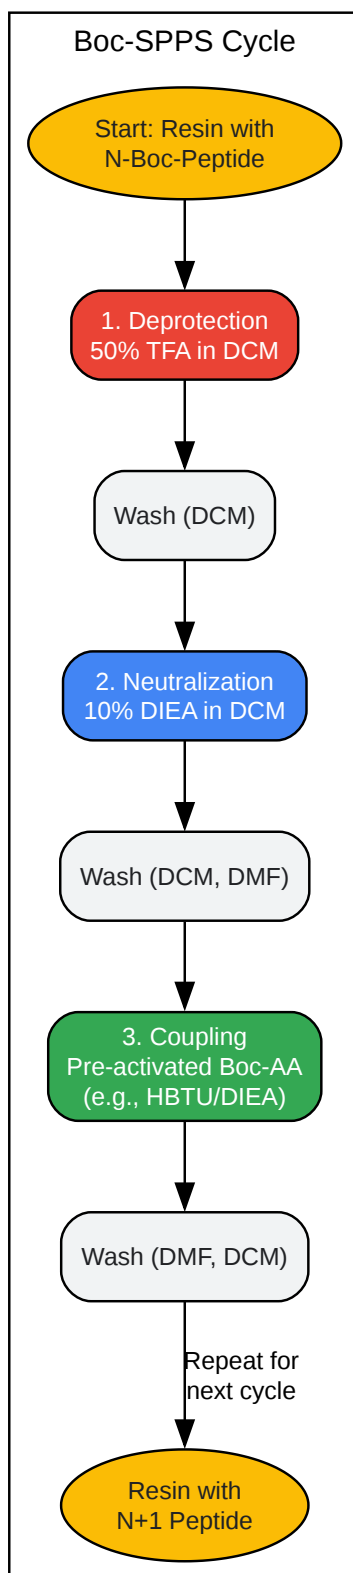 Boc-SPPS Cycle
Start: Resin with
N-Boc-Peptide
1. Deprotection
50% TFA in DCM
Wash (DCM)
2. Neutralization
10% DIEA in DCM
Wash (DCM, DMF)
3. Coupling
Pre-activated Boc-AA
(e.g., HBTU/DIEA)
Wash (DMF, DCM)
Repeat for
next cycle
Resin with
N+1 Peptide